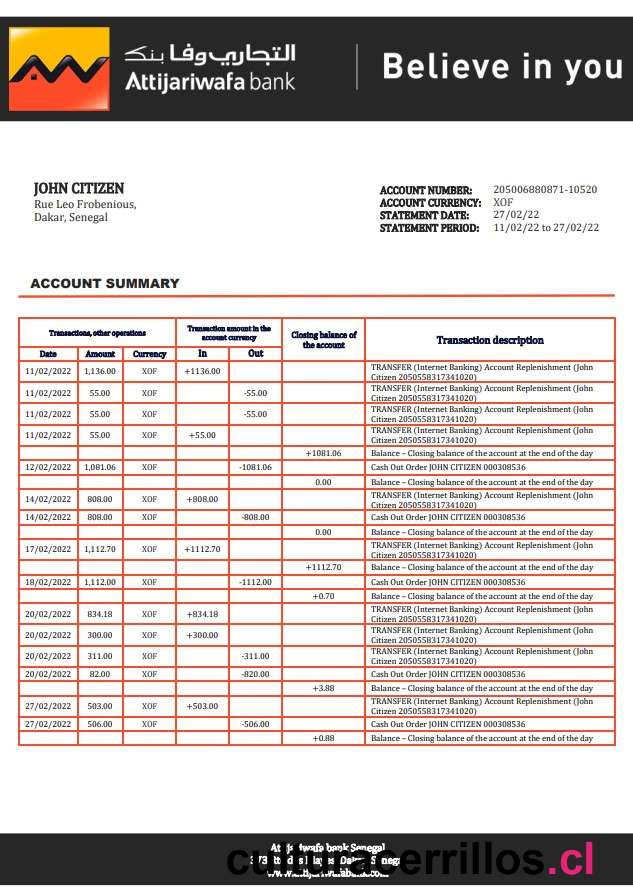 التجاري وفا بنك
Attijariwafa bank
Believe in you
JOHN CITIZEN
Rue Leo Frobenious,
Dakar, Senegal
ACCOUNT NUMBER: 205006880871-10520
ACCOUNT CURRENCY: XOF
STATEMENT DATE: 27/02/22
STATEMENT PERIOD: 11/02/22 to 27/02/22
ACCOUNT SUMMARY
Transactions, other operations
Transaction amount in the
account currency
Closing balance of
the account
Transaction description
Date Amount Currency In Out
11/02/2022 1,136.00 XOF +1136.00 TRANSFER (Internet Banking) Account Replenishment (John
Citizen 2050558317341020)
11/02/2022 55.00 XOF -55.00 TRANSFER (Internet Banking) Account Replenishment (John
Citizen 2050558317341020)
11/02/2022 55.00 XOF -55.00 TRANSFER (Internet Banking) Account Replenishment (John
Citizen 2050558317341020)
11/02/2022 55.00 XOF +55.00 TRANSFER (Internet Banking) Account Replenishment (John
Citizen 2050558317341020)
+1081.06 Balance – Closing balance of the account at the end of the day
12/02/2022 1,081.06 XOF -1081.06 Cash Out Order JOHN CITIZEN 000308536
0.00 Balance – Closing balance of the account at the end of the day
14/02/2022 808.00 XOF +808.00 TRANSFER (Internet Banking) Account Replenishment (John
Citizen 2050558317341020)
14/02/2022 808.00 XOF -808.00 Cash Out Order JOHN CITIZEN 000308536
0.00 Balance – Closing balance of the account at the end of the day
17/02/2022 1,112.70 XOF +1112.70 TRANSFER (Internet Banking) Account Replenishment (John
Citizen 2050558317341020)
+1112.70 Balance – Closing balance of the account at the end of the day
18/02/2022 1,112.00 XOF -1112.00 Cash Out Order JOHN CITIZEN 000308536
+0.70 Balance – Closing balance of the account at the end of the day
20/02/2022 834.18 XOF +834.18 TRANSFER (Internet Banking) Account Replenishment (John
Citizen 2050558317341020)
20/02/2022 300.00 XOF +300.00 TRANSFER (Internet Banking) Account Replenishment (John
Citizen 2050558317341020)
20/02/2022 311.00 XOF -311.00 TRANSFER (Internet Banking) Account Replenishment (John
Citizen 2050558317341020)
20/02/2022 82.00 XOF -820.00 Cash Out Order JOHN CITIZEN 000308536
+3.88 Balance – Closing balance of the account at the end of the day
27/02/2022 503.00 XOF +503.00 TRANSFER (Internet Banking) Account Replenishment (John
Citizen 2050558317341020)
27/02/2022 506.00 XOF -506.00 Cash Out Order JOHN CITIZEN 000308536
+0.88 Balance – Closing balance of the account at the end of the day
Attijariwafa bank Senegal
www.attijariwafabank.com
culturacerrillos.cl